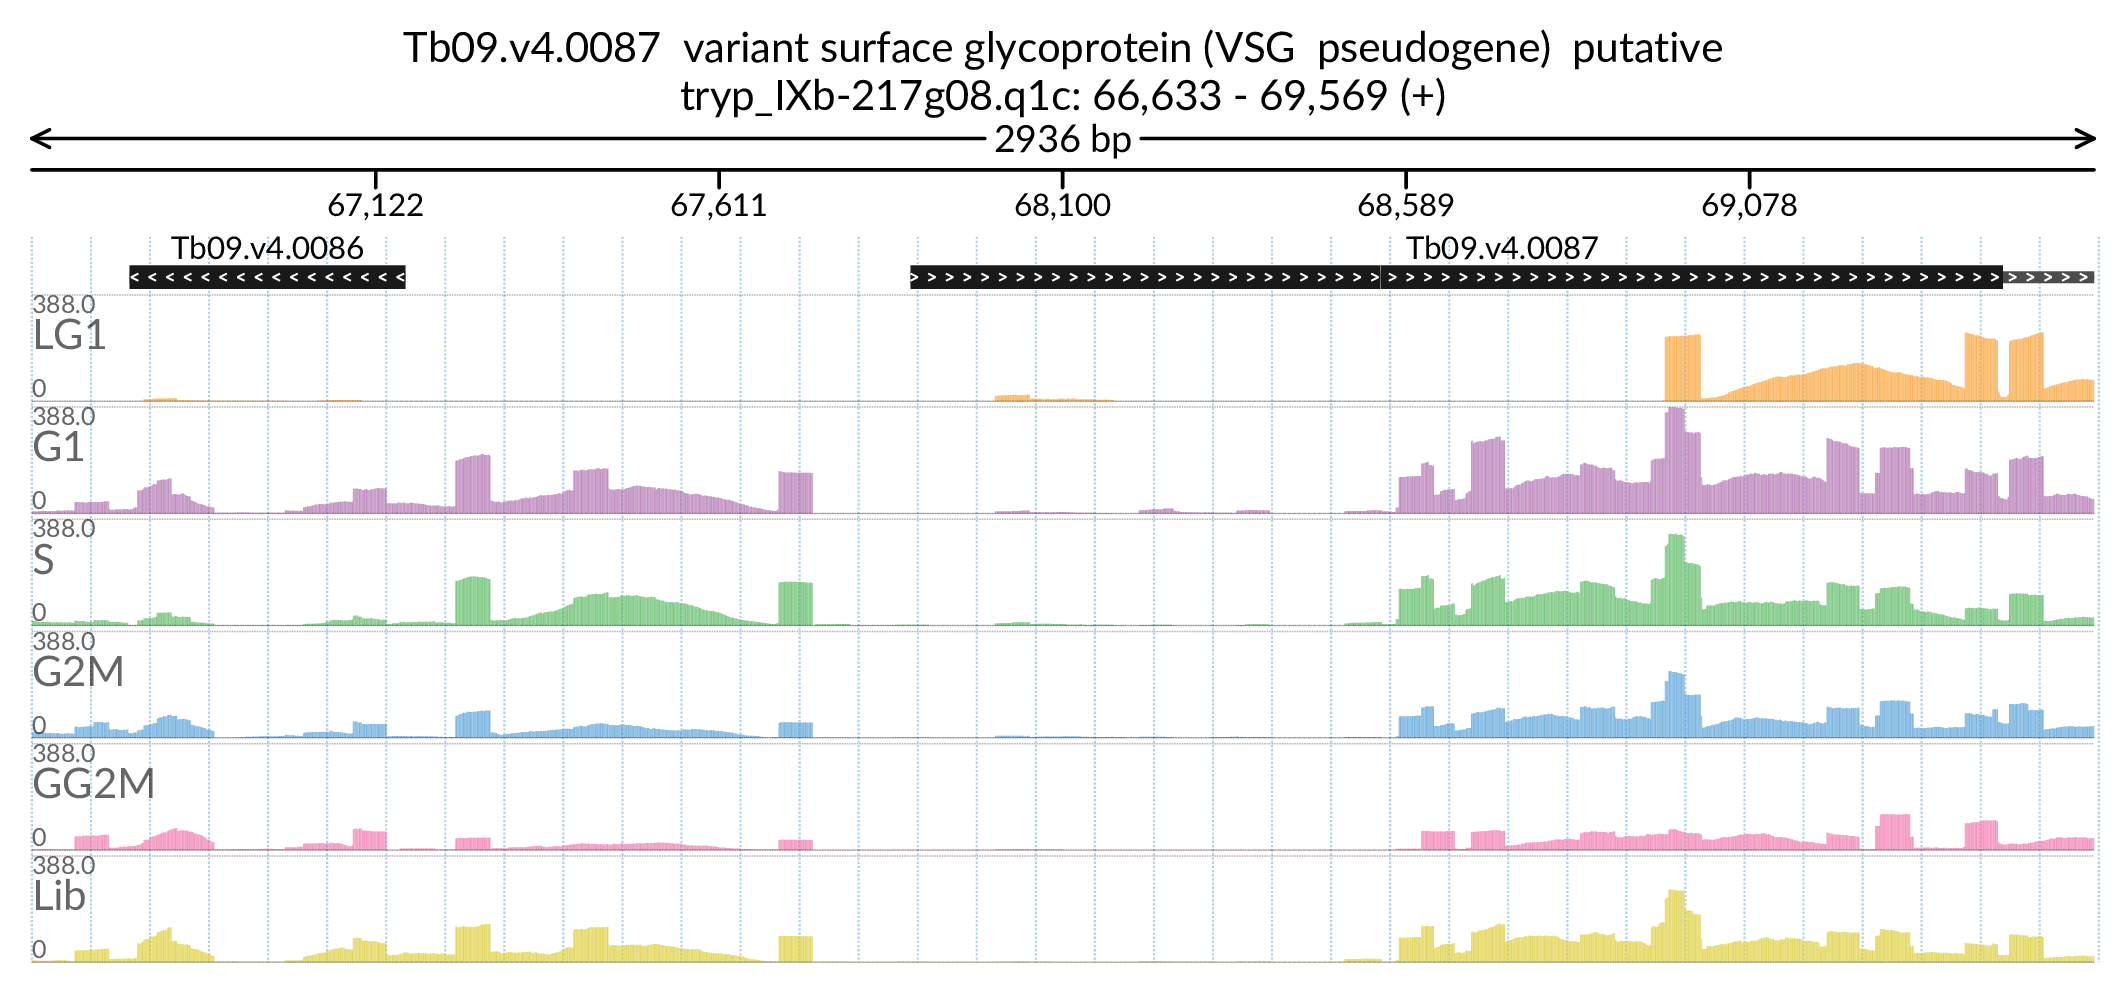 Tb09.v4.0087 variant surface glycoprotein (VSG pseudogene) putative
tryp_IXb-217g08.q1c: 66,633 - 69,569 (+)
2936 bp
67,122 67,611 68,100 68,589 69,078
Tb09.v4.0086 Tb09.v4.0087
388.0
LG1
0
388.0
G1
0
388.0
S
0
388.0
G2M
0
388.0
GG2M
0
388.0
Lib
0